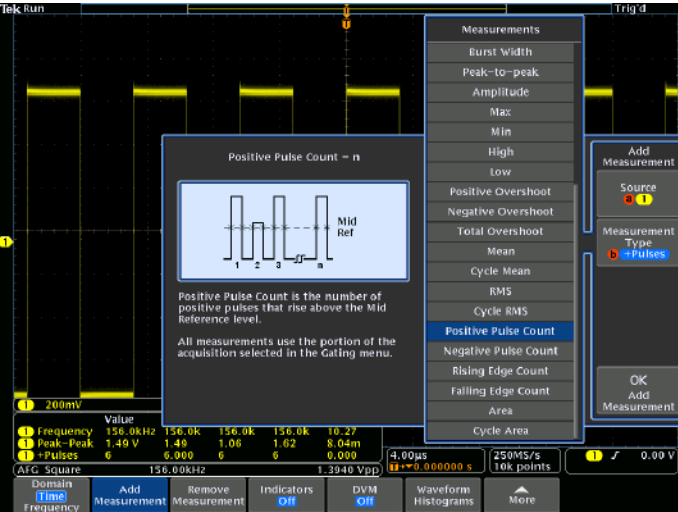 Tek Run
Trig'd
Measurements
Burst Width
Peak-to-peak
Amplitude
Max
Min
High
Low
Positive Overshoot
Negative Overshoot
Total Overshoot
Mean
Cycle Mean
RMS
Cycle RMS
Positive Pulse Count
Negative Pulse Count
Rising Edge Count
Falling Edge Count
Area
Cycle Area
Positive Pulse Count = n
Mid
Ref
1 2 3 n
Positive Pulse Count is the number of
positive pulses that rise above the Mid
Reference level.
All measurements use the portion of the
acquisition selected in the Gating menu.
Add
Measurement
Source
a 1
Measurement
Type
b +Pulses
OK
Add
Measurement
1
1 200mV
Value
1 Frequency 156.0kHz 156.0k 156.0k 156.0k 10.27
1 Peak-Peak 1.49 V 1.49 1.06 1.62 8.04m
1 +Pulses 6 6.000 6 6 0.000
4.00µs
0.000000 s
250MS/s
10k points
1 0.00 V
AFG Square 156.00kHz 1.3940 Vpp
Domain
Time
Frequency
Add
Measurement
Remove
Measurement
Indicators
Off
DVM
Off
Waveform
Histograms
More